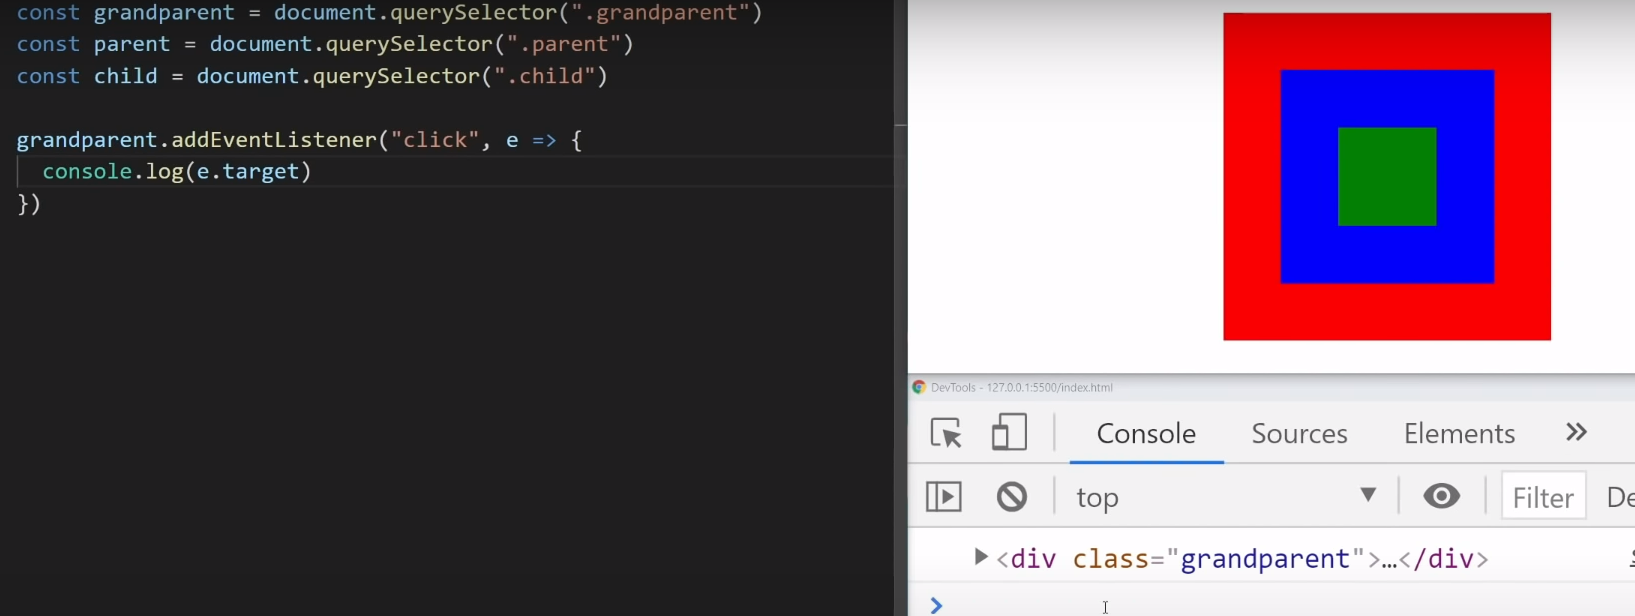 const grandparent = document.querySelector(".grandparent")
const parent = document.querySelector(".parent")
const child = document.querySelector(".child")
grandparent.addEventListener("click", e => {
console.log(e.target)
})
DevTools - 127.0.0.1:5500/index.html
Console Sources Elements
top Filter De
<div class="grandparent">…</div>